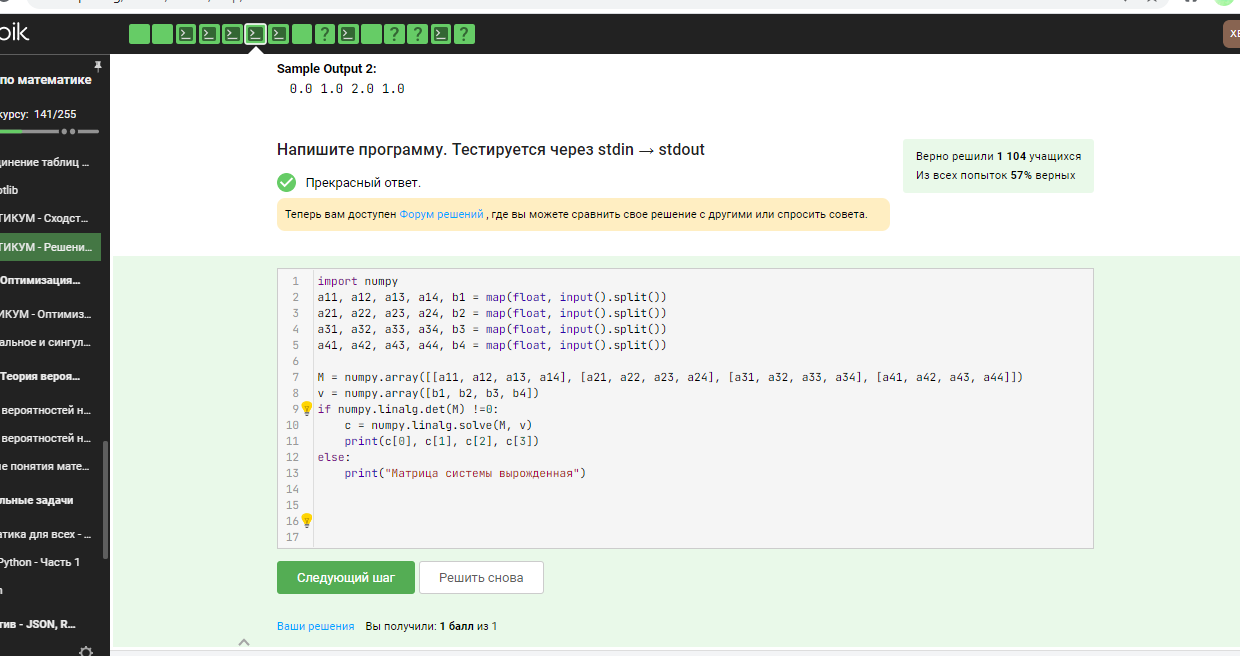 pik
XE
по математике
курсу: 141/255
динение таблиц ...
otlib
ТИКУМ - Сходст...
ТИКУМ - Решени...
Оптимизация...
ИКУМ - Оптимиз...
альное и сингул...
Теория вероя...
вероятностей н...
вероятностей н...
ые понятия мате...
льные задачи
атика для всех - ...
Python - Часть 1
n
тив - JSON, R...
Sample Output 2:
0.0 1.0 2.0 1.0
Напишите программу. Тестируется через stdin → stdout
Верно решили 1 104 учащихся
Из всех попыток 57% верных
Прекрасный ответ.
Теперь вам доступен Форум решений , где вы можете сравнить свое решение с другими или спросить совета.
1 import numpy
2 a11, a12, a13, a14, b1 = map(float, input().split())
3 a21, a22, a23, a24, b2 = map(float, input().split())
4 a31, a32, a33, a34, b3 = map(float, input().split())
5 a41, a42, a43, a44, b4 = map(float, input().split())
6
7 M = numpy.array([[a11, a12, a13, a14], [a21, a22, a23, a24], [a31, a32, a33, a34], [a41, a42, a43, a44]])
8 v = numpy.array([b1, b2, b3, b4])
9 if numpy.linalg.det(M) !=0:
10 c = numpy.linalg.solve(M, v)
11 print(c[0], c[1], c[2], c[3])
12 else:
13 print("Матрица системы вырожденная")
14
15
16
17
Следующий шаг
Решить снова
Ваши решения Вы получили: 1 балл из 1